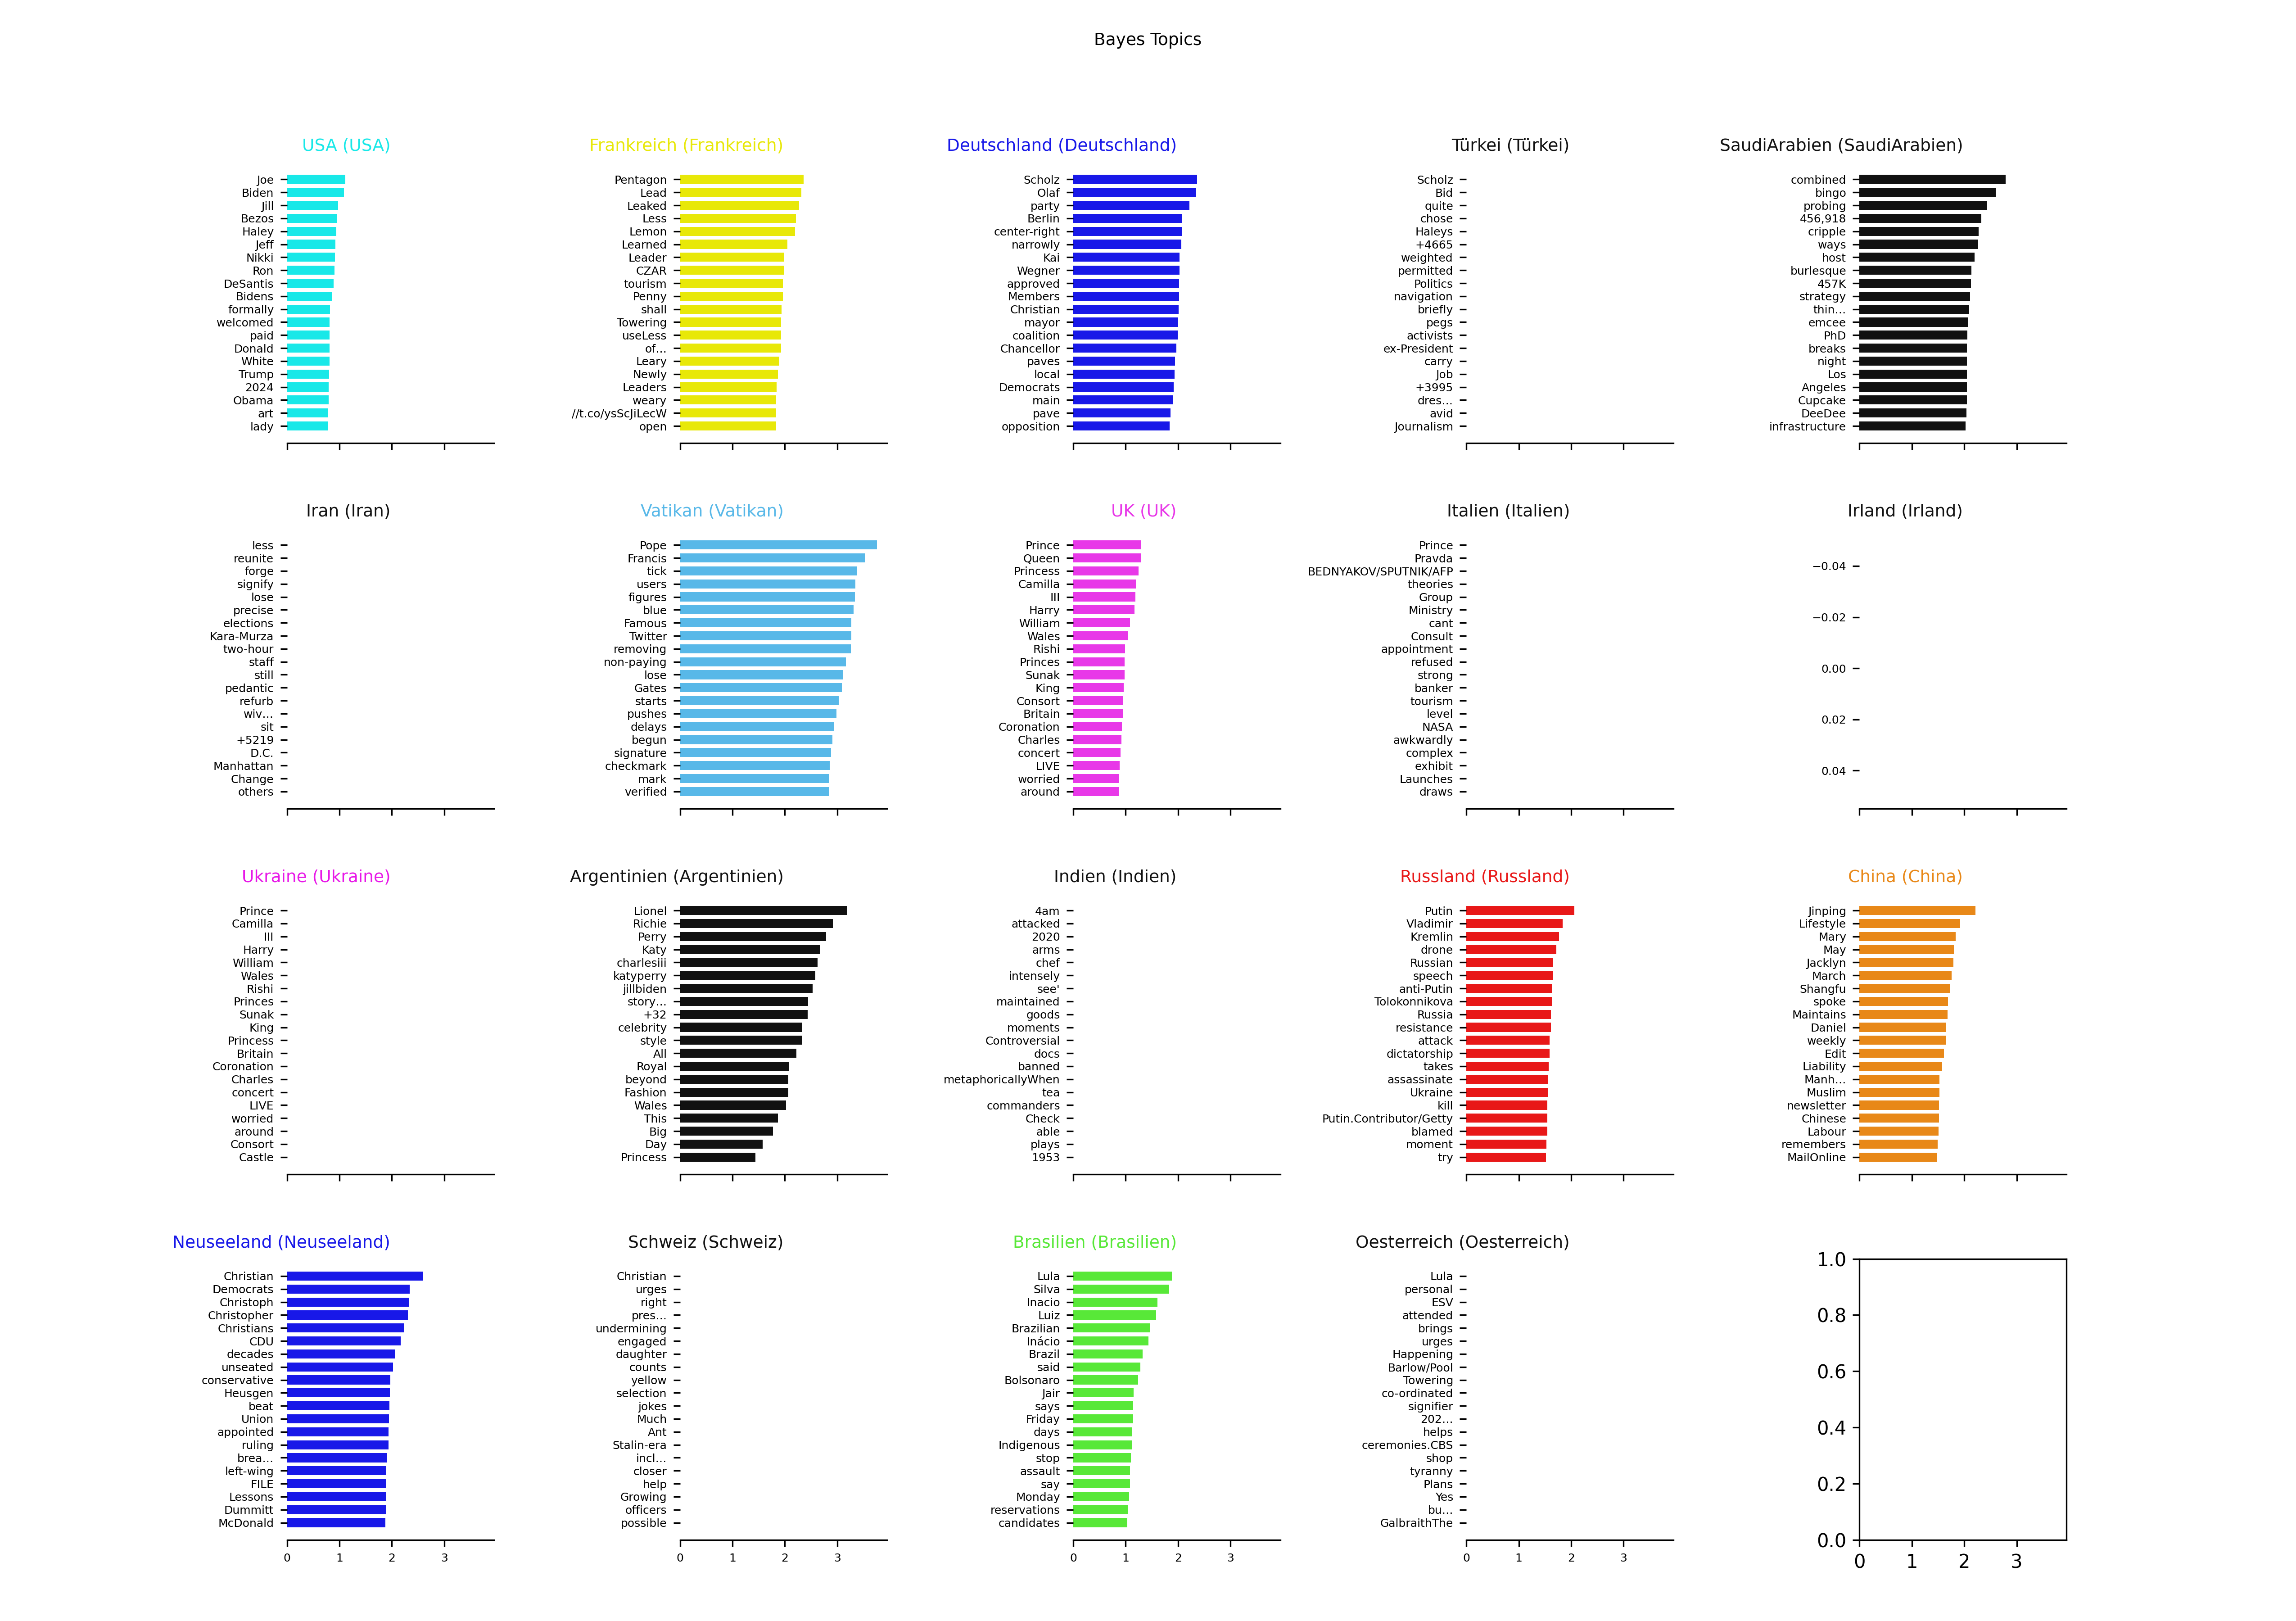 Bayes Topics
USA (USA)
Joe
Biden
Jill
Bezos
Haley
Jeff
Nikki
Ron
DeSantis
Bidens
formally
welcomed
paid
Donald
White
Trump
2024
Obama
art
lady
Frankreich (Frankreich)
Pentagon
Lead
Leaked
Less
Lemon
Learned
Leader
CZAR
tourism
Penny
shall
Towering
useLess
of...
Leary
Newly
Leaders
weary
//t.co/ysScJiLecW
open
Deutschland (Deutschland)
Scholz
Olaf
party
Berlin
center-right
narrowly
Kai
Wegner
approved
Members
Christian
mayor
coalition
Chancellor
paves
local
Democrats
main
pave
opposition
Türkei (Türkei)
Scholz
Bid
quite
chose
Haleys
+4665
weighted
permitted
Politics
navigation
briefly
pegs
activists
ex-President
carry
Job
+3995
dres...
avid
Journalism
SaudiArabien (SaudiArabien)
combined
bingo
probing
456,918
cripple
ways
host
burlesque
457K
strategy
thin...
emcee
PhD
breaks
night
Los
Angeles
Cupcake
DeeDee
infrastructure
Iran (Iran)
less
reunite
forge
signify
lose
precise
elections
Kara-Murza
two-hour
staff
still
pedantic
refurb
wiv...
sit
+5219
D.C.
Manhattan
Change
others
Vatikan (Vatikan)
Pope
Francis
tick
users
figures
blue
Famous
Twitter
removing
non-paying
lose
Gates
starts
pushes
delays
begun
signature
checkmark
mark
verified
UK (UK)
Prince
Queen
Princess
Camilla
III
Harry
William
Wales
Rishi
Princes
Sunak
King
Consort
Britain
Coronation
Charles
concert
LIVE
worried
around
Italien (Italien)
Prince
Pravda
BEDNYAKOV/SPUTNIK/AFP
theories
Group
Ministry
cant
Consult
appointment
refused
strong
banker
tourism
level
NASA
awkwardly
complex
exhibit
Launches
draws
Irland (Irland)
−0.04
−0.02
0.00
0.02
0.04
Ukraine (Ukraine)
Prince
Camilla
III
Harry
William
Wales
Rishi
Princes
Sunak
King
Princess
Britain
Coronation
Charles
concert
LIVE
worried
around
Consort
Castle
Argentinien (Argentinien)
Lionel
Richie
Perry
Katy
charlesiii
katyperry
jillbiden
story...
+32
celebrity
style
All
Royal
beyond
Fashion
Wales
This
Big
Day
Princess
Indien (Indien)
4am
attacked
2020
arms
chef
intensely
see'
maintained
goods
moments
Controversial
docs
banned
metaphoricallyWhen
tea
commanders
Check
able
plays
1953
Russland (Russland)
Putin
Vladimir
Kremlin
drone
Russian
speech
anti-Putin
Tolokonnikova
Russia
resistance
attack
dictatorship
takes
assassinate
Ukraine
kill
Putin.Contributor/Getty
blamed
moment
try
China (China)
Jinping
Lifestyle
Mary
May
Jacklyn
March
Shangfu
spoke
Maintains
Daniel
weekly
Edit
Liability
Manh...
Muslim
newsletter
Chinese
Labour
remembers
MailOnline
Neuseeland (Neuseeland)
Christian
Democrats
Christoph
Christopher
Christians
CDU
decades
unseated
conservative
Heusgen
beat
Union
appointed
ruling
brea...
left-wing
FILE
Lessons
Dummitt
McDonald
0 1 2 3
Schweiz (Schweiz)
Christian
urges
right
pres...
undermining
engaged
daughter
counts
yellow
selection
jokes
Much
Ant
Stalin-era
incl...
closer
help
Growing
officers
possible
0 1 2 3
Brasilien (Brasilien)
Lula
Silva
Inacio
Luiz
Brazilian
Inácio
Brazil
said
Bolsonaro
Jair
says
Friday
days
Indigenous
stop
assault
say
Monday
reservations
candidates
0 1 2 3
Oesterreich (Oesterreich)
Lula
personal
ESV
attended
brings
urges
Happening
Barlow/Pool
Towering
co-ordinated
signifier
202...
helps
ceremonies.CBS
shop
tyranny
Plans
Yes
bu...
GalbraithThe
0 1 2 3
1.0
0.8
0.6
0.4
0.2
0.0
0 1 2 3